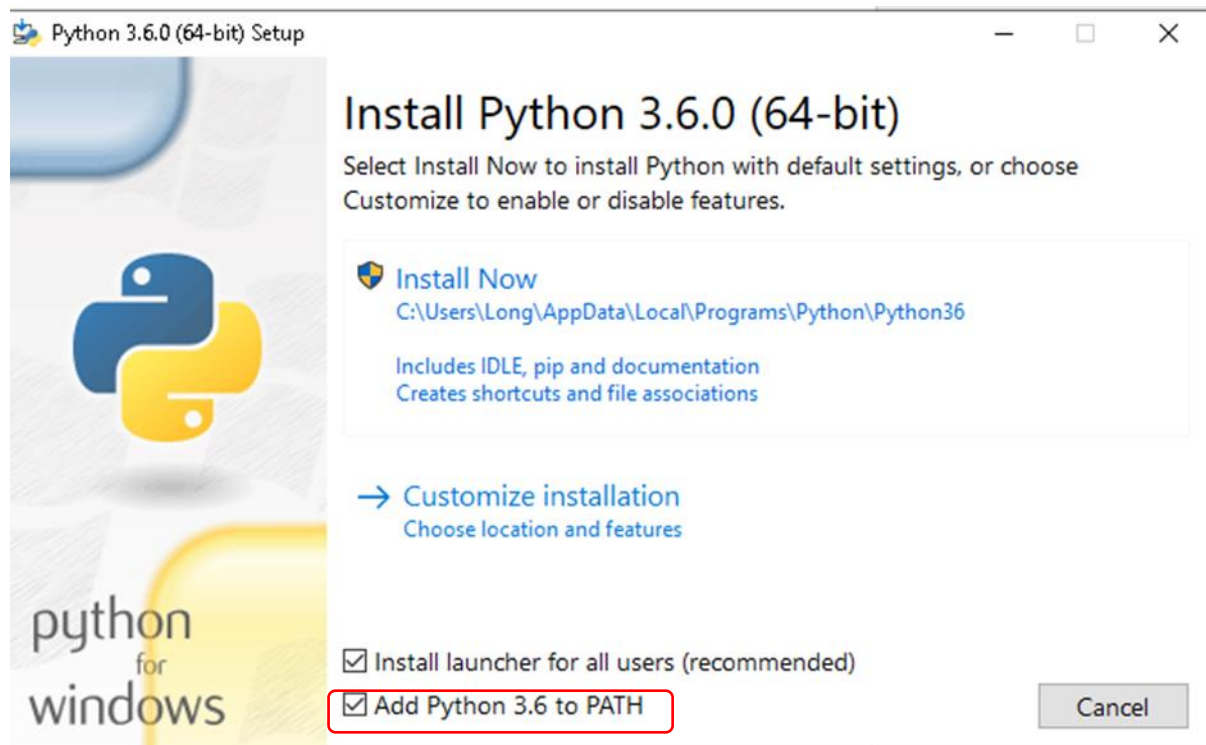 Python 3.6.0 (64-bit) Setup
Install Python 3.6.0 (64-bit)
Select Install Now to install Python with default settings, or choose
Customize to enable or disable features.
Install Now
C:\Users\Long\AppData\Local\Programs\Python\Python36
Includes IDLE, pip and documentation
Creates shortcuts and file associations
Customize installation
Choose location and features
python
for
windows
Install launcher for all users (recommended)
Add Python 3.6 to PATH
Cancel